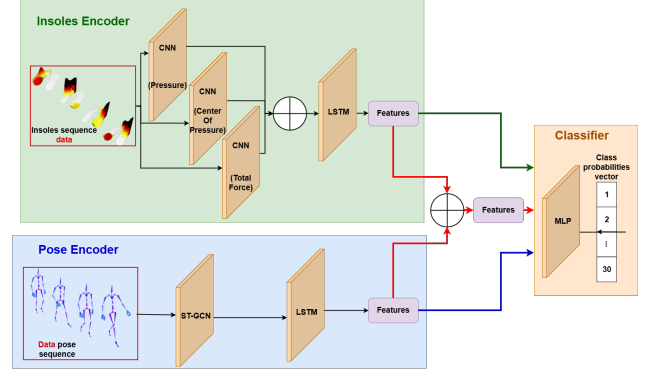 Insoles Encoder
CNN
(Pressure)
CNN
(Center
Of
Pressure)
CNN
(Total
Force)
Insoles sequence
data
LSTM
Features
Features
Classifier
Class
probabilities
vector
MLP
1
2
⁞
30
Pose Encoder
Data pose
sequence
ST-GCN
LSTM
Features